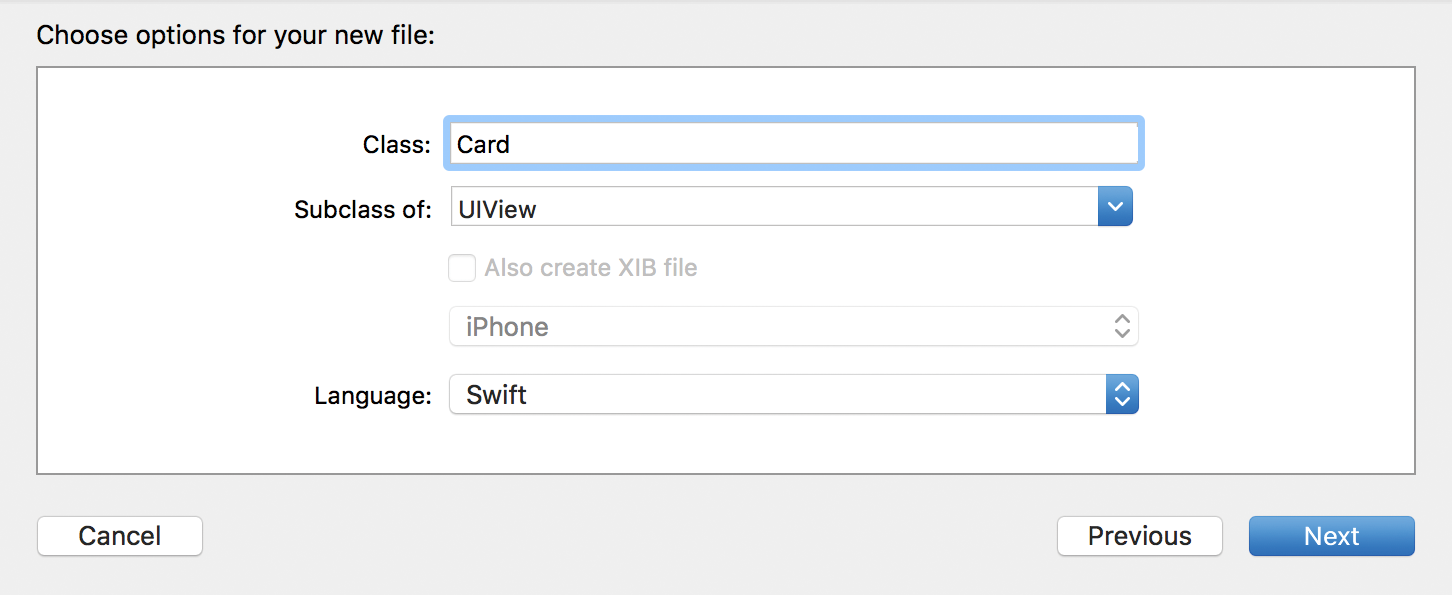 Choose options for your new file:
Class: Card
Subclass of: UIView
Also create XIB file
iPhone
Language: Swift
Cancel Previous Next